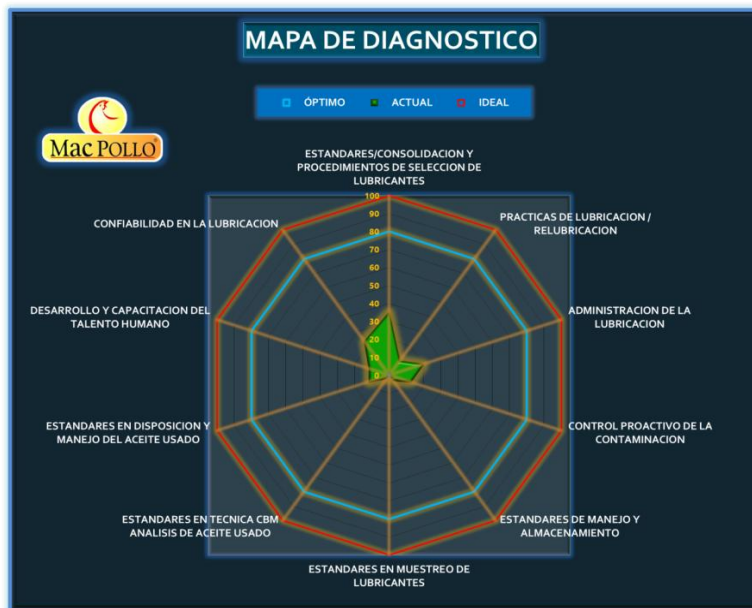 MAPA DE DIAGNOSTICO
ÓPTIMO
ACTUAL
IDEAL
MAC POLLO
ESTANDARES/CONSOLIDACION Y
PROCEDIMIENTOS DE SELECCION DE
LUBRICANTES
PRACTICAS DE LUBRICACION /
RELUBRICACION
ADMINISTRACION DE LA
LUBRICACION
CONTROL PROACTIVO DE LA
CONTAMINACION
ESTANDARES DE MANEJO Y
ALMACENAMIENTO
ESTANDARES EN MUESTREO DE
LUBRICANTES
ESTANDARES EN TECNICA CBM
ANALISIS DE ACEITE USADO
ESTANDARES EN DISPOSICION Y
MANEJO DEL ACEITE USADO
DESARROLLO Y CAPACITACION DEL
TALENTO HUMANO
CONFIABILIDAD EN LA LUBRICACION
100
90
80
70
60
50
40
30
20
10
0